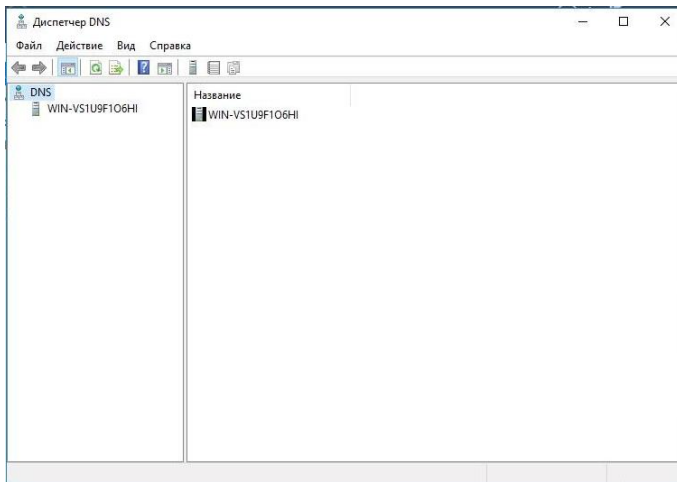 Диспетчер DNS
Файл Действие Вид Справка
DNS
WIN-VS1U9F1O6HI
Название
WIN-VS1U9F1O6HI